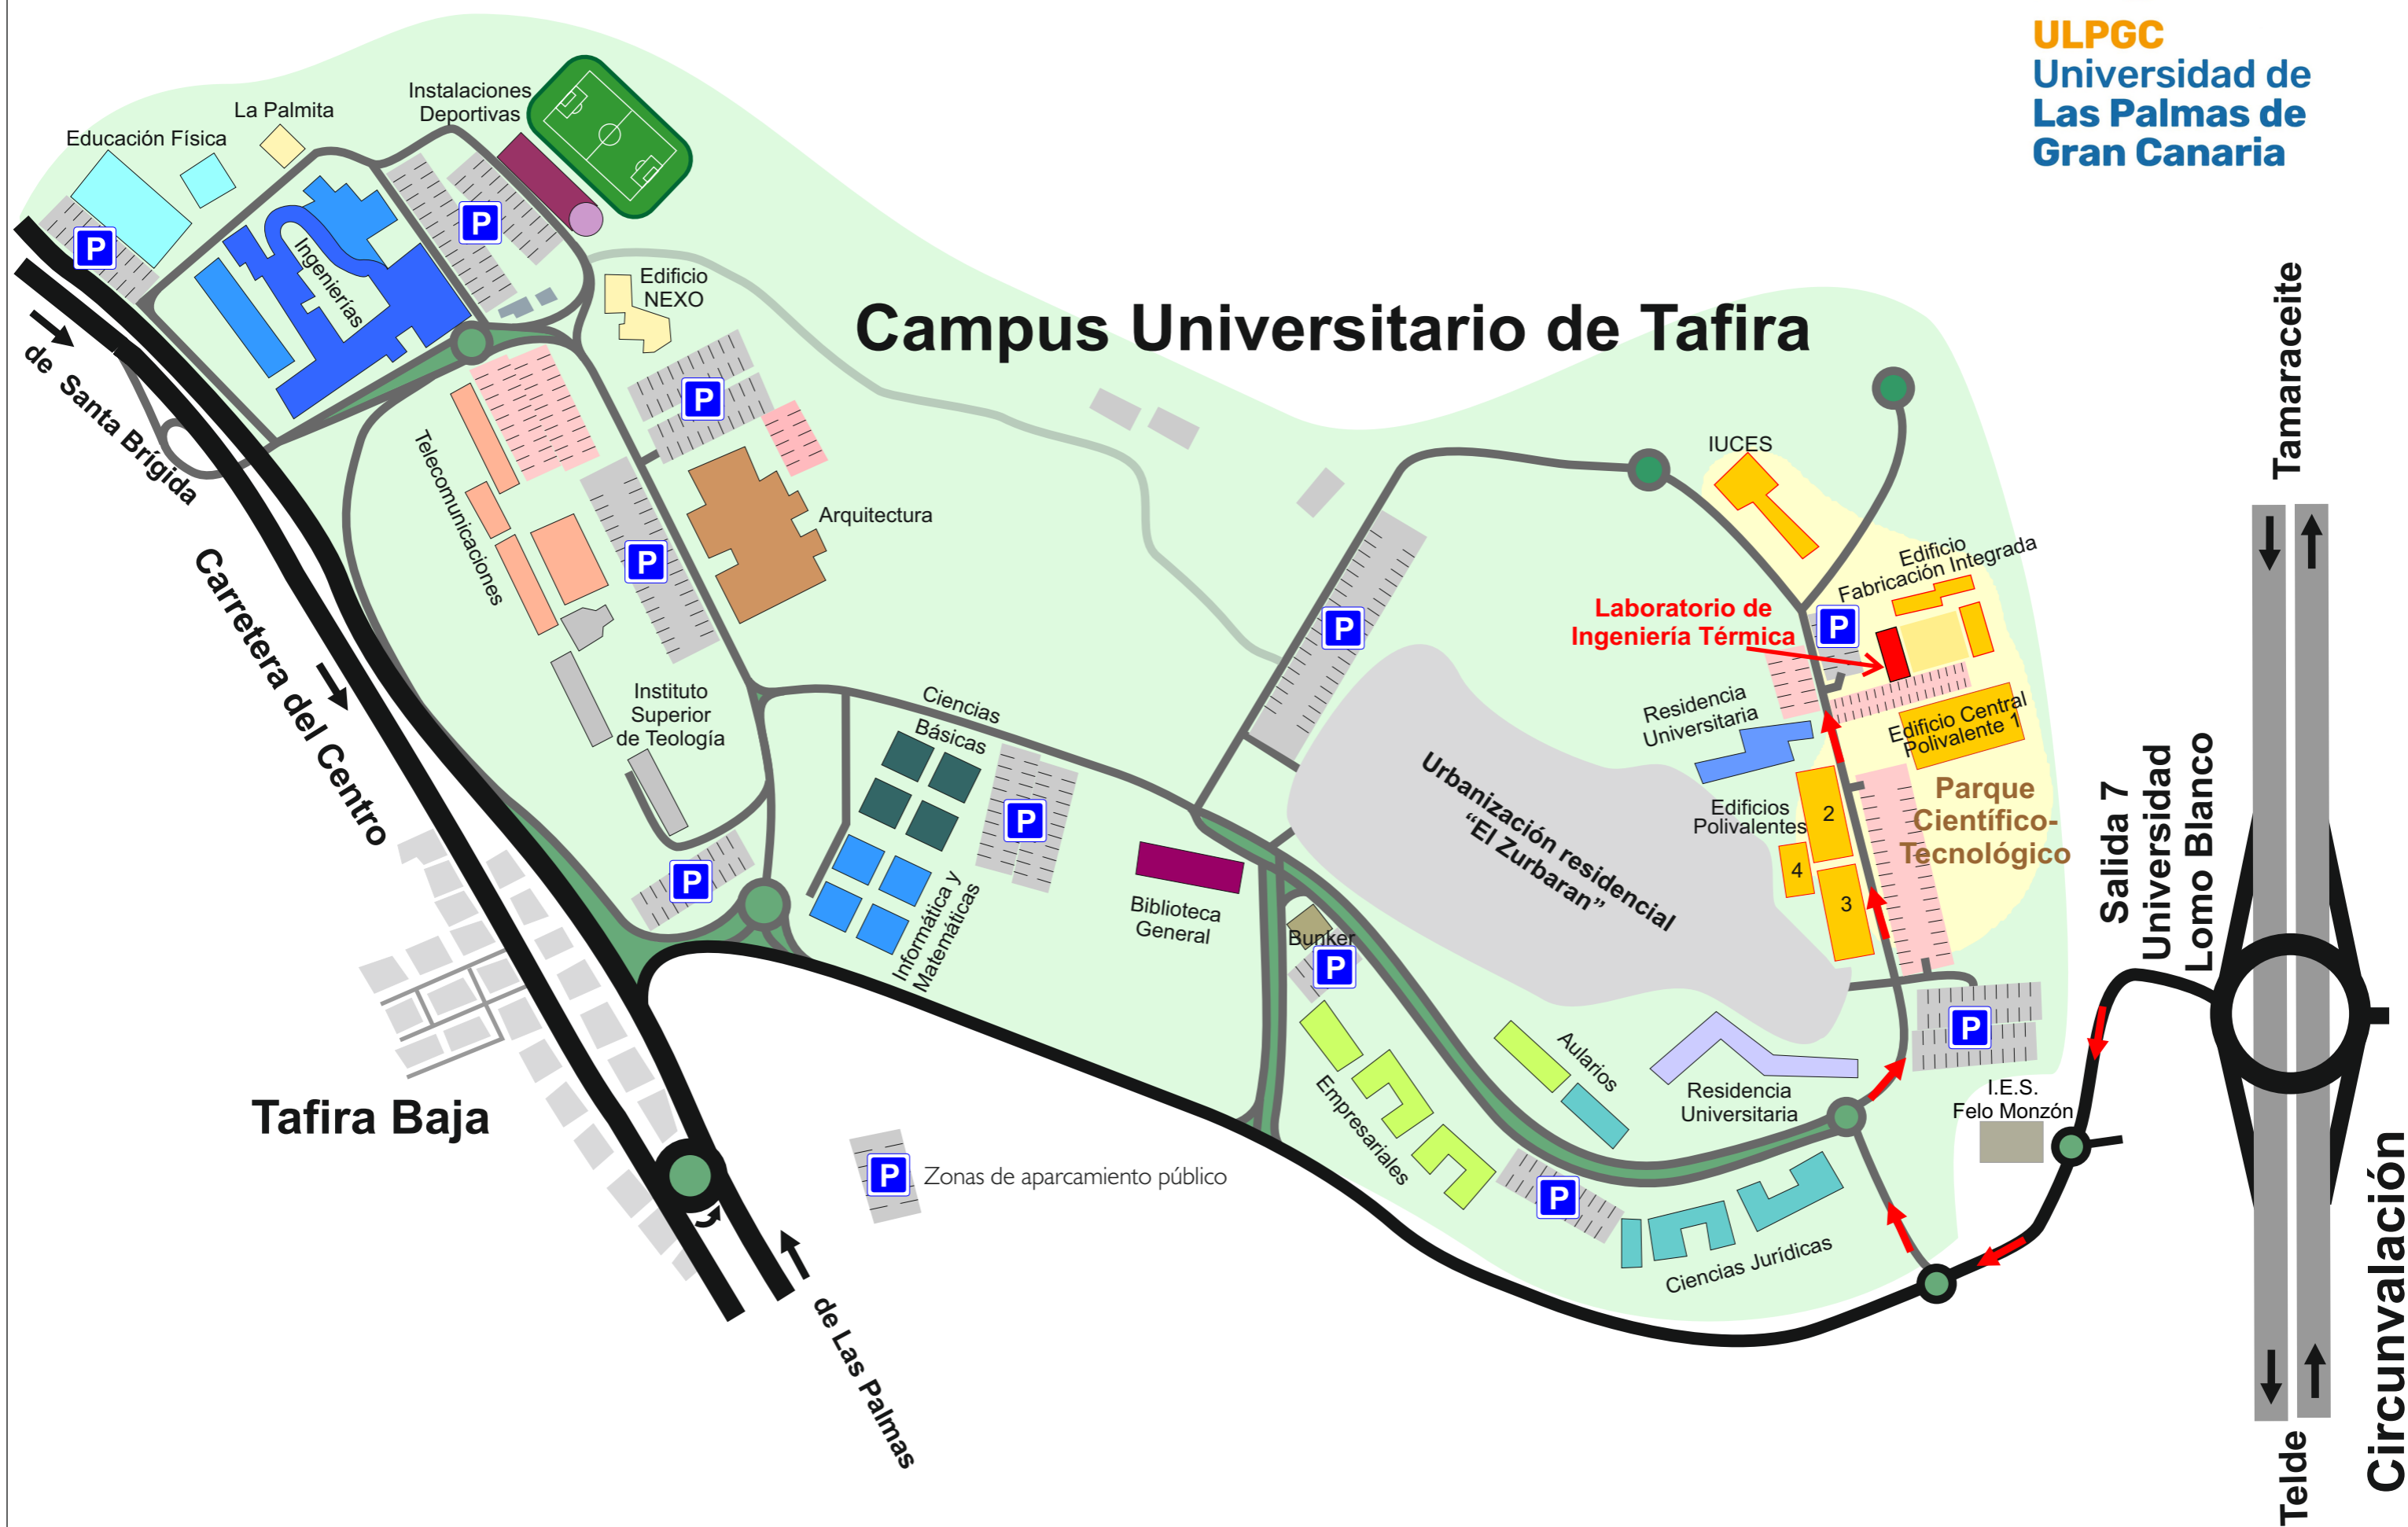 ULPGC
Universidad de
Las Palmas de
Gran Canaria
Campus Universitario de Tafira
Educación Física
La Palmita
Instalaciones
Deportivas
P
P
Ingenierías
Edificio
NEXO
P
de Santa Brígida
Telecomunicaciones
P
Arquitectura
Carretera del Centro
Instituto
Superior
de Teología
P
Ciencias
Básicas
P
Informática y
Matemáticas
Biblioteca
General
P
Urbanización residencial
“El Zurbaran”
Bunker
P
Empresariales
Aularios
P
Residencia
Universitaria
Ciencias Jurídicas
IUCES
Edificio
Fabricación Integrada
Laboratorio de
Ingeniería Térmica
P
Residencia
Universitaria
Edificio Central
Polivalente 1
Edificios
Polivalentes
2
4
3
Parque
Científico-
Tecnológico
P
I.E.S.
Felo Monzón
Salida 7
Universidad
Lomo Blanco
Tamaraceite
Circunvalación
Telde
Tafira Baja
P
Zonas de aparcamiento público
de Las Palmas